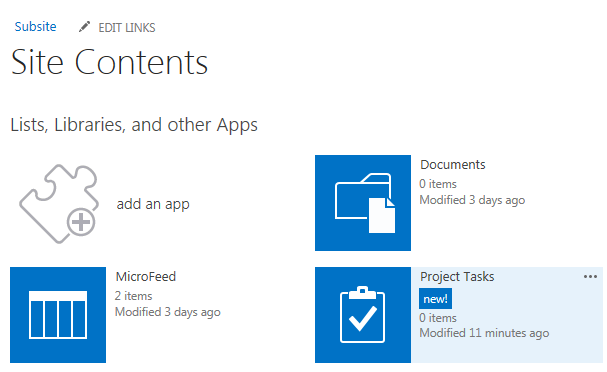 Subsite EDIT LINKS
Site Contents
Lists, Libraries, and other Apps
add an app
Documents
0 items
Modified 3 days ago
MicroFeed
2 items
Modified 3 days ago
Project Tasks
new!
0 items
Modified 11 minutes ago